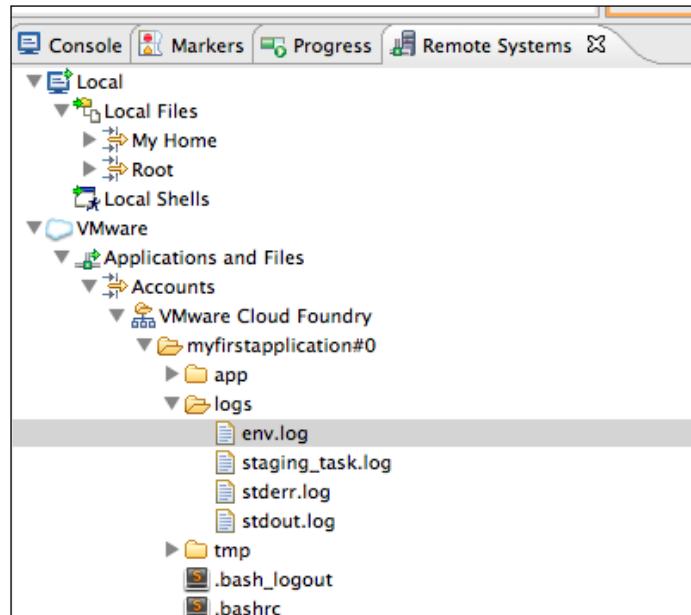 Console Markers Progress Remote Systems
Local
Local Files
My Home
Root
Local Shells
VMware
Applications and Files
Accounts
VMware Cloud Foundry
myfirstapplication#0
app
logs
env.log
staging_task.log
stderr.log
stdout.log
tmp
.bash_logout
.bashrc